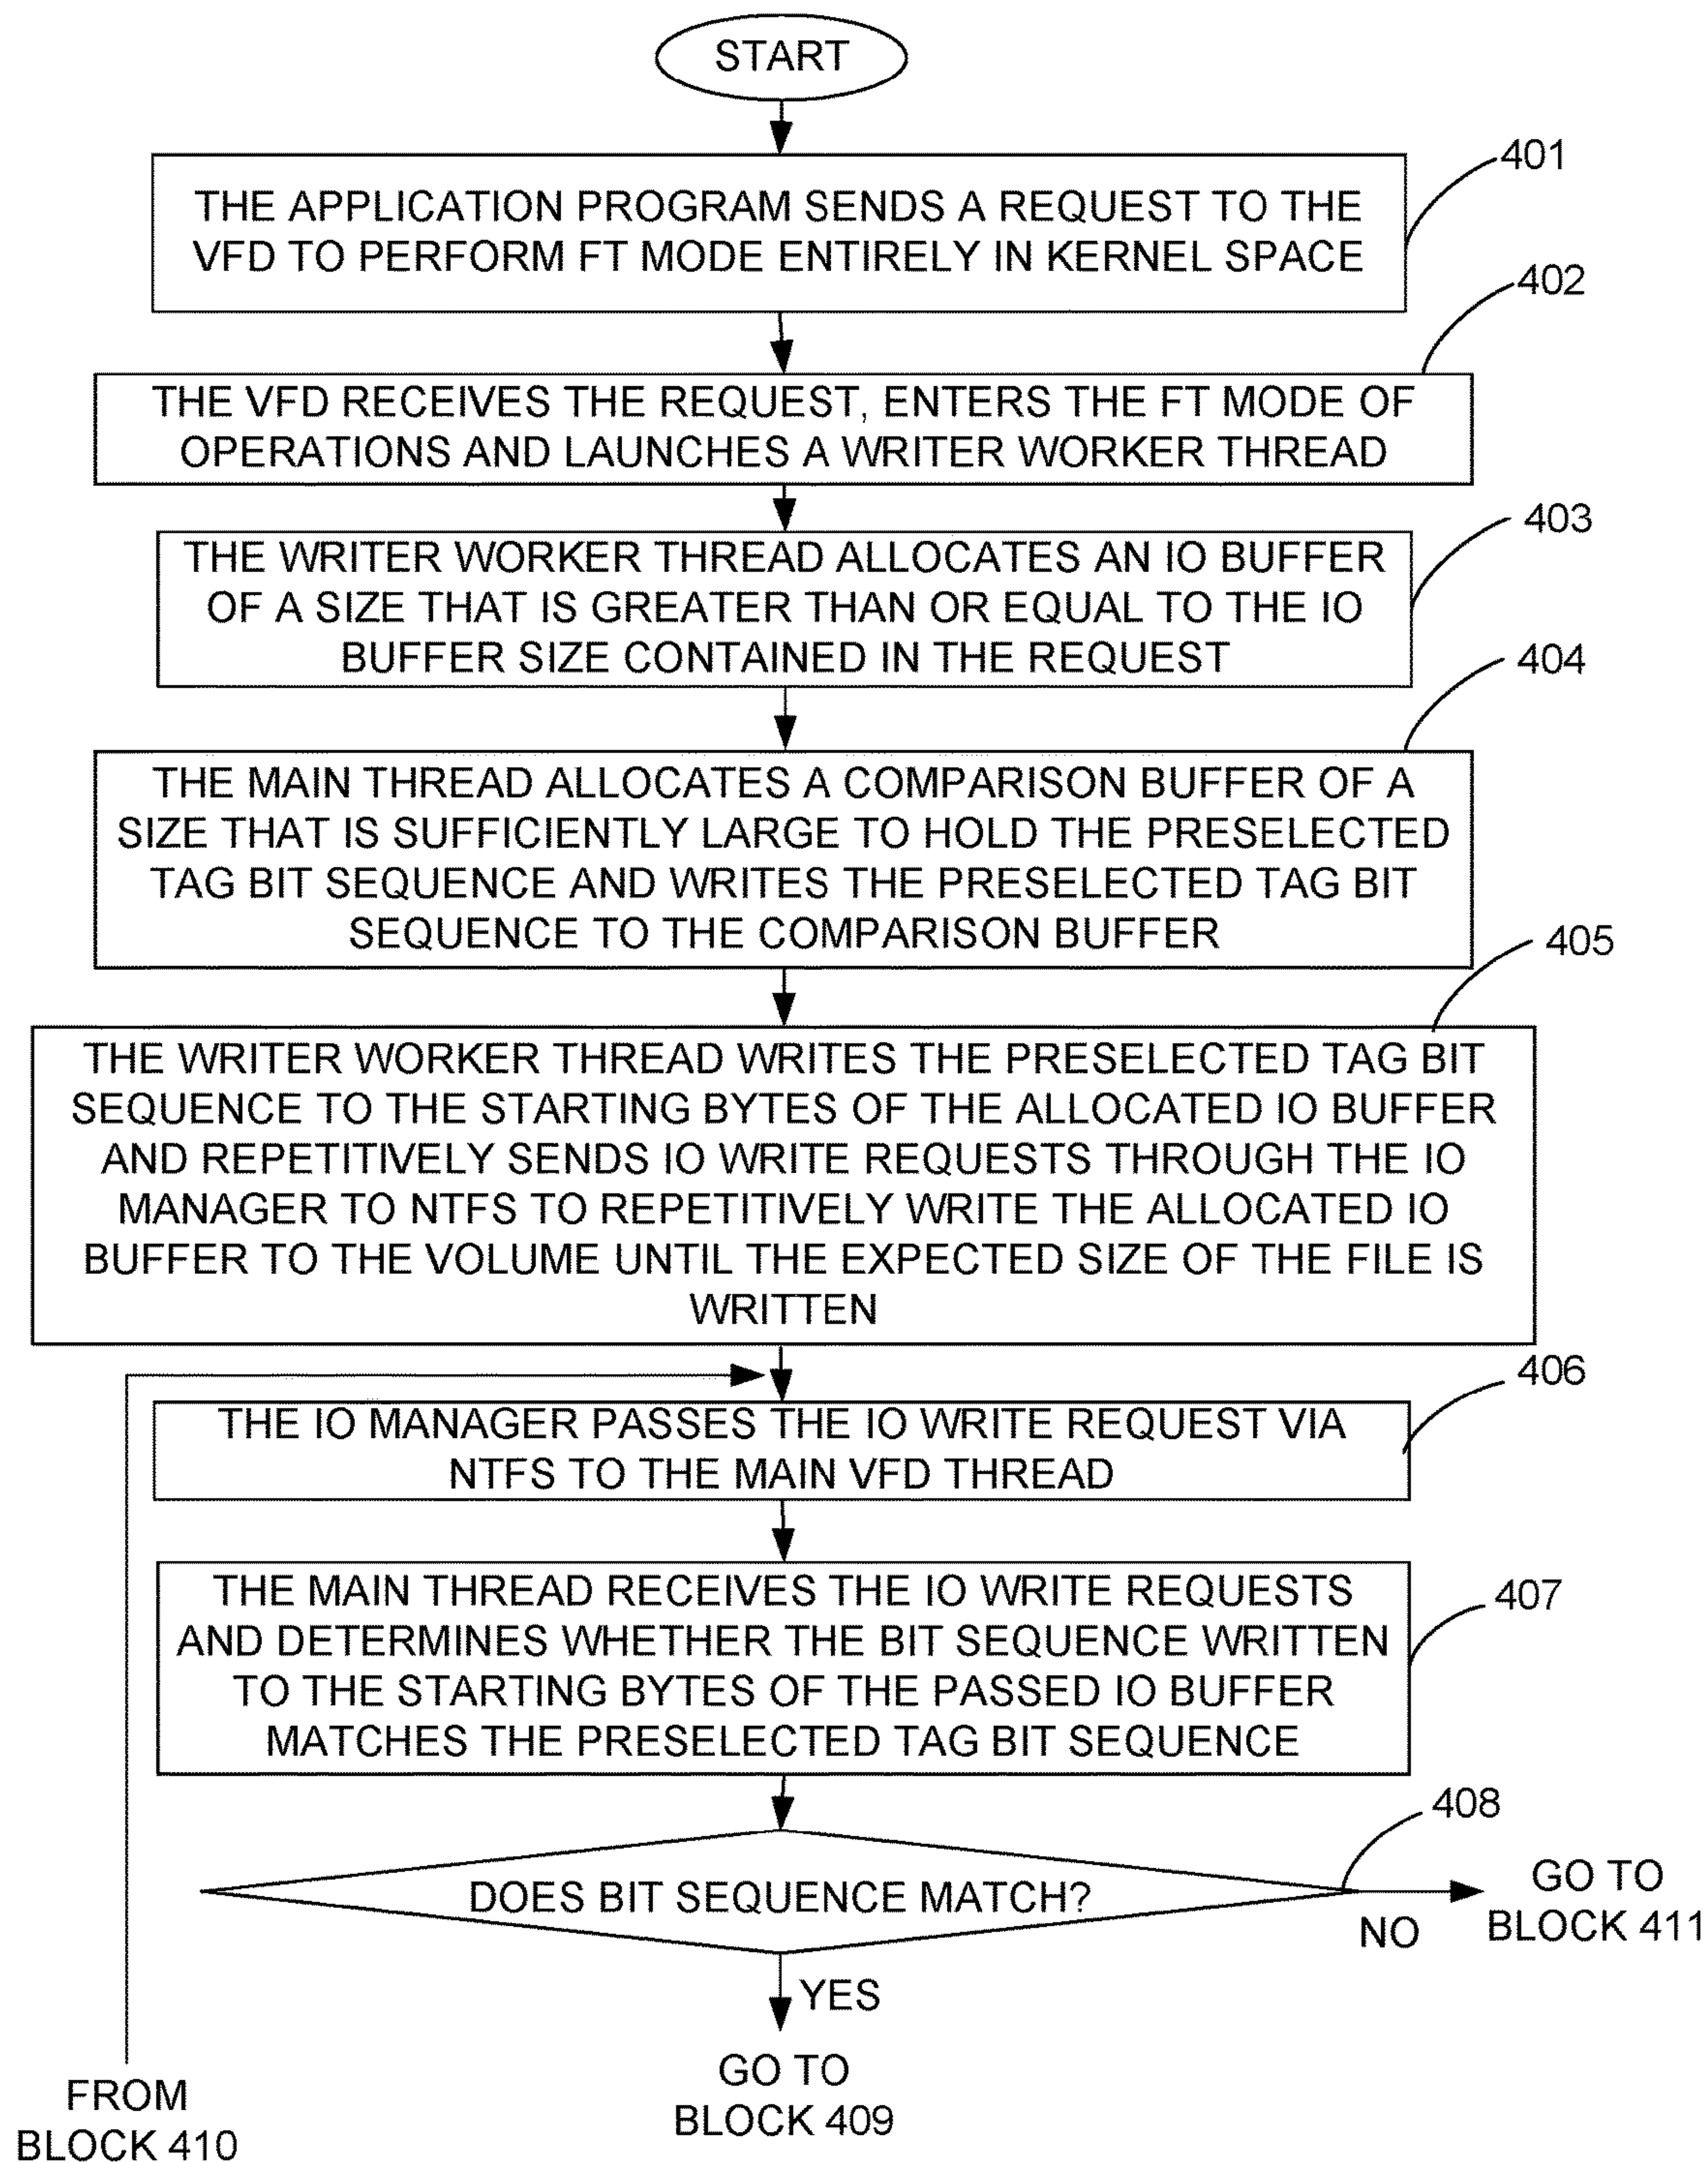 START
401
THE APPLICATION PROGRAM SENDS A REQUEST TO THE
VFD TO PERFORM FT MODE ENTIRELY IN KERNEL SPACE
402
THE VFD RECEIVES THE REQUEST, ENTERS THE FT MODE OF
OPERATIONS AND LAUNCHES A WRITER WORKER THREAD
403
THE WRITER WORKER THREAD ALLOCATES AN IO BUFFER
OF A SIZE THAT IS GREATER THAN OR EQUAL TO THE IO
BUFFER SIZE CONTAINED IN THE REQUEST
404
THE MAIN THREAD ALLOCATES A COMPARISON BUFFER OF A
SIZE THAT IS SUFFICIENTLY LARGE TO HOLD THE PRESELECTED
TAG BIT SEQUENCE AND WRITES THE PRESELECTED TAG BIT
SEQUENCE TO THE COMPARISON BUFFER
405
THE WRITER WORKER THREAD WRITES THE PRESELECTED TAG BIT
SEQUENCE TO THE STARTING BYTES OF THE ALLOCATED IO BUFFER
AND REPETITIVELY SENDS IO WRITE REQUESTS THROUGH THE IO
MANAGER TO NTFS TO REPETITIVELY WRITE THE ALLOCATED IO
BUFFER TO THE VOLUME UNTIL THE EXPECTED SIZE OF THE FILE IS
WRITTEN
406
THE IO MANAGER PASSES THE IO WRITE REQUEST VIA
NTFS TO THE MAIN VFD THREAD
407
THE MAIN THREAD RECEIVES THE IO WRITE REQUESTS
AND DETERMINES WHETHER THE BIT SEQUENCE WRITTEN
TO THE STARTING BYTES OF THE PASSED IO BUFFER
MATCHES THE PRESELECTED TAG BIT SEQUENCE
408
DOES BIT SEQUENCE MATCH?
NO
GO TO
BLOCK 411
YES
GO TO
BLOCK 409
FROM
BLOCK 410